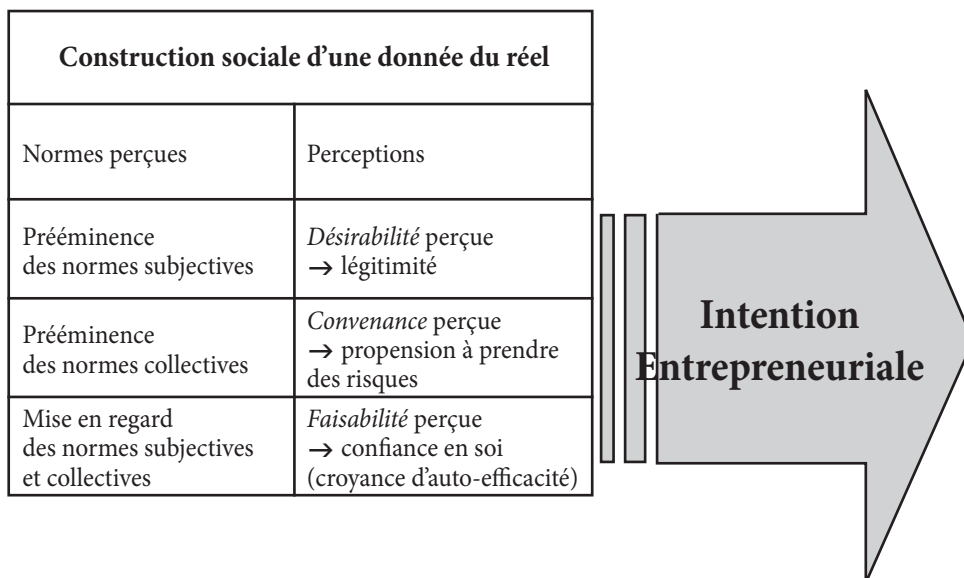 Construction sociale d'une donnée du réel
Normes perçues
Perceptions
Prééminence
des normes subjectives
Désirabilité perçue
→ légitimité
Prééminence
des normes collectives
Convenance perçue
→ propension à prendre
des risques
Mise en regard
des normes subjectives
et collectives
Faisabilité perçue
→ confiance en soi
(croyance d'auto-efficacité)
Intention
Entrepreneuriale